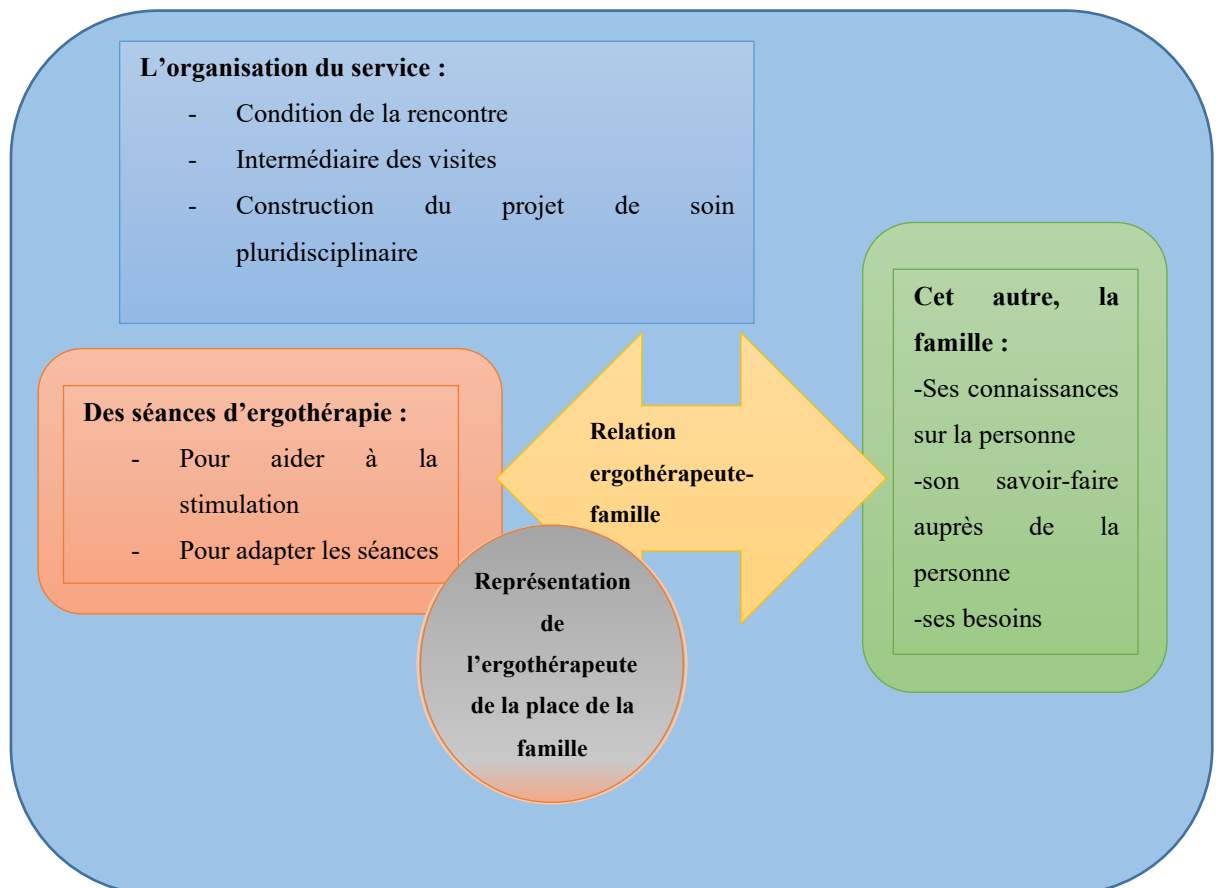 L’organisation du service :
- Condition de la rencontre
- Intermédiaire des visites
- Construction du projet de soin
pluridisciplinaire
Des séances d’ergothérapie :
- Pour aider à la
stimulation
- Pour adapter les séances
Relation
ergothérapeute-
famille
Représentation
de
l’ergothérapeute
de la place de la
famille
Cet autre, la
famille :
-Ses connaissances
sur la personne
-son savoir-faire
auprès de la
personne
-ses besoins